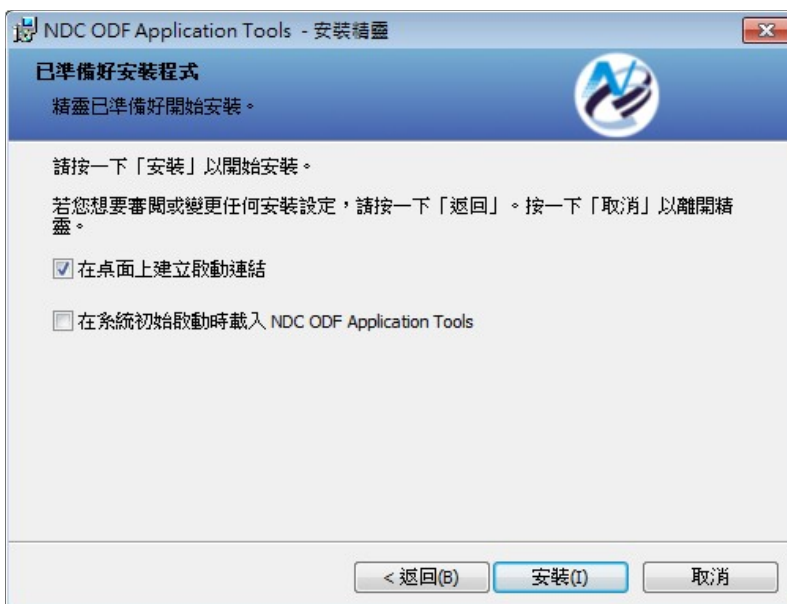 NDC ODF Application Tools - 安裝精靈
已準備好安裝程式
精靈已準備好開始安裝。
請按一下「安裝」以開始安裝。
若您想要審閱或變更任何安裝設定,請按一下「返回」。按一下「取消」以離開精
靈。
在桌面上建立啟動連結
在系統初始啟動時載入 NDC ODF Application Tools
< 返回(B)
安裝(I)
取消